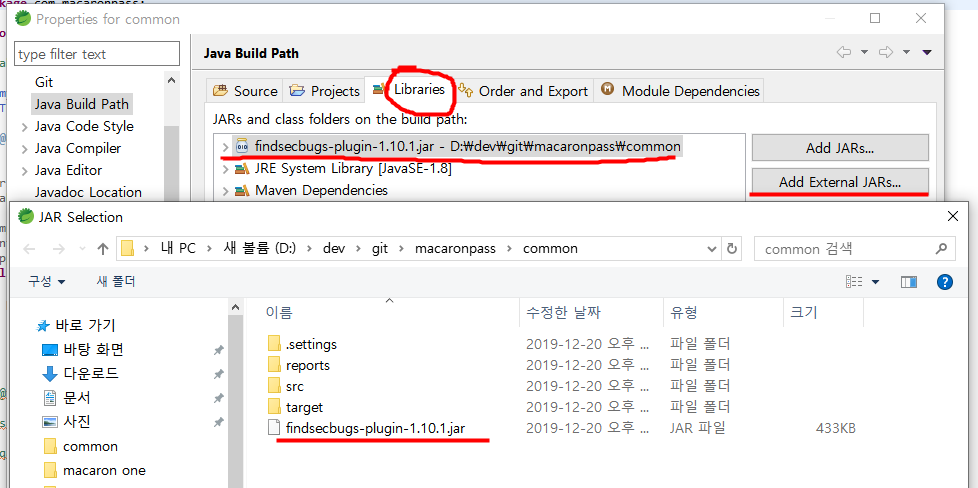 kage com.macaronpass;
Properties for common
type filter text
Java Build Path
Git
Java Build Path
Java Code Style
Java Compiler
Java Editor
Javadoc Location
Source
Projects
Libraries
Order and Export
Module Dependencies
JARs and class folders on the build path:
findsecbugs-plugin-1.10.1.jar - D:₩dev₩git₩macaronpass₩common
JRE System Library [JavaSE-1.8]
Maven Dependencies
Add JARs...
Add External JARs...
JAR Selection
내 PC > 새 볼륨 (D:) > dev > git > macaronpass > common
common 검색
구성
새 폴더
이름 수정한 날짜 유형 크기
바로 가기
바탕 화면
다운로드
문서
사진
common
macaron one
.settings 2019-12-20 오후 ... 파일 폴더
reports 2019-12-20 오후 ... 파일 폴더
src 2019-12-20 오후 ... 파일 폴더
target 2019-12-20 오후 ... 파일 폴더
findsecbugs-plugin-1.10.1.jar 2019-12-20 오후 ... JAR 파일 433KB